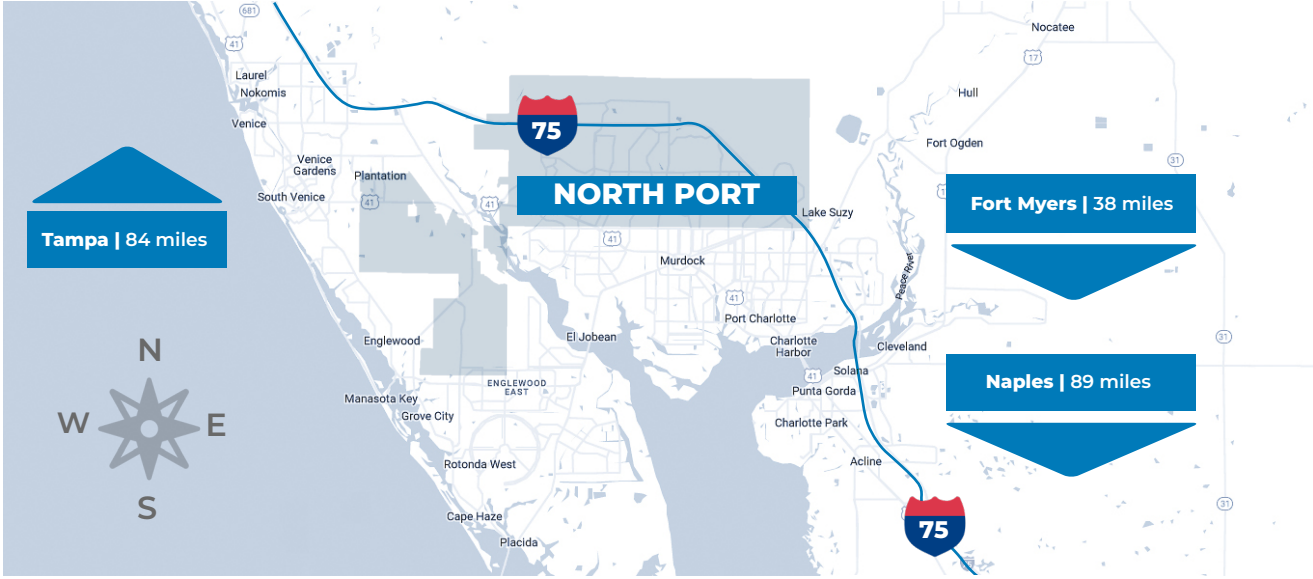 681
41
Laurel
Nokomis
Venice
Venice
Gardens
Plantation
South Venice
41
41
75
NORTH PORT
Lake Suzy
41
Murdock
41
Port Charlotte
Charlotte
Harbor
El Jobean
Englewood
ENGLEWOOD
EAST
Manasota Key
Grove City
Rotonda West
Cape Haze
Placida
Nocatee
17
Hull
Fort Ogden
31
Peace River
Cleveland
Solana
41
Punta Gorda
Charlotte Park
Acline
75
31
31
Tampa | 84 miles
Fort Myers | 38 miles
Naples | 89 miles
N
W
E
S